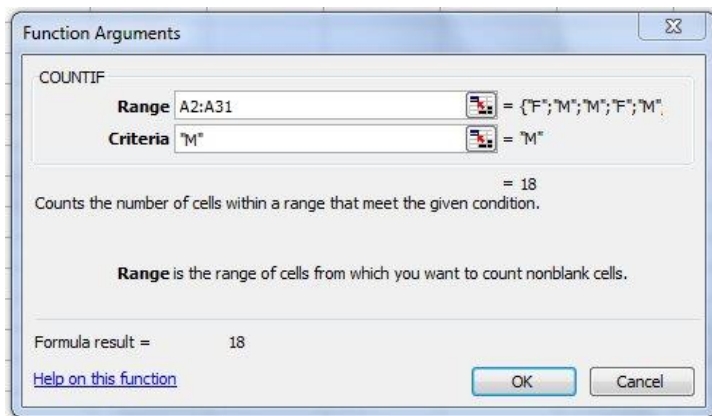 Function Arguments
COUNTIF
Range A2:A31 = {"F";"M";"M";"F";"M",
Criteria "M" = "M"
= 18
Counts the number of cells within a range that meet the given condition.
Range is the range of cells from which you want to count nonblank cells.
Formula result = 18
Help on this function OK Cancel